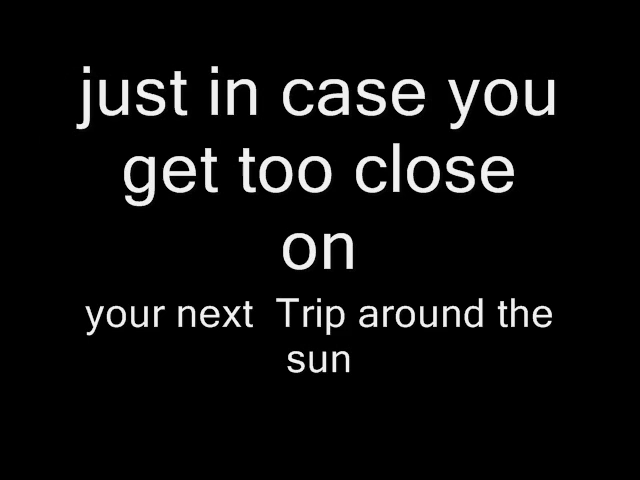 just in case you
get too close
on
your next  Trip around the
sun